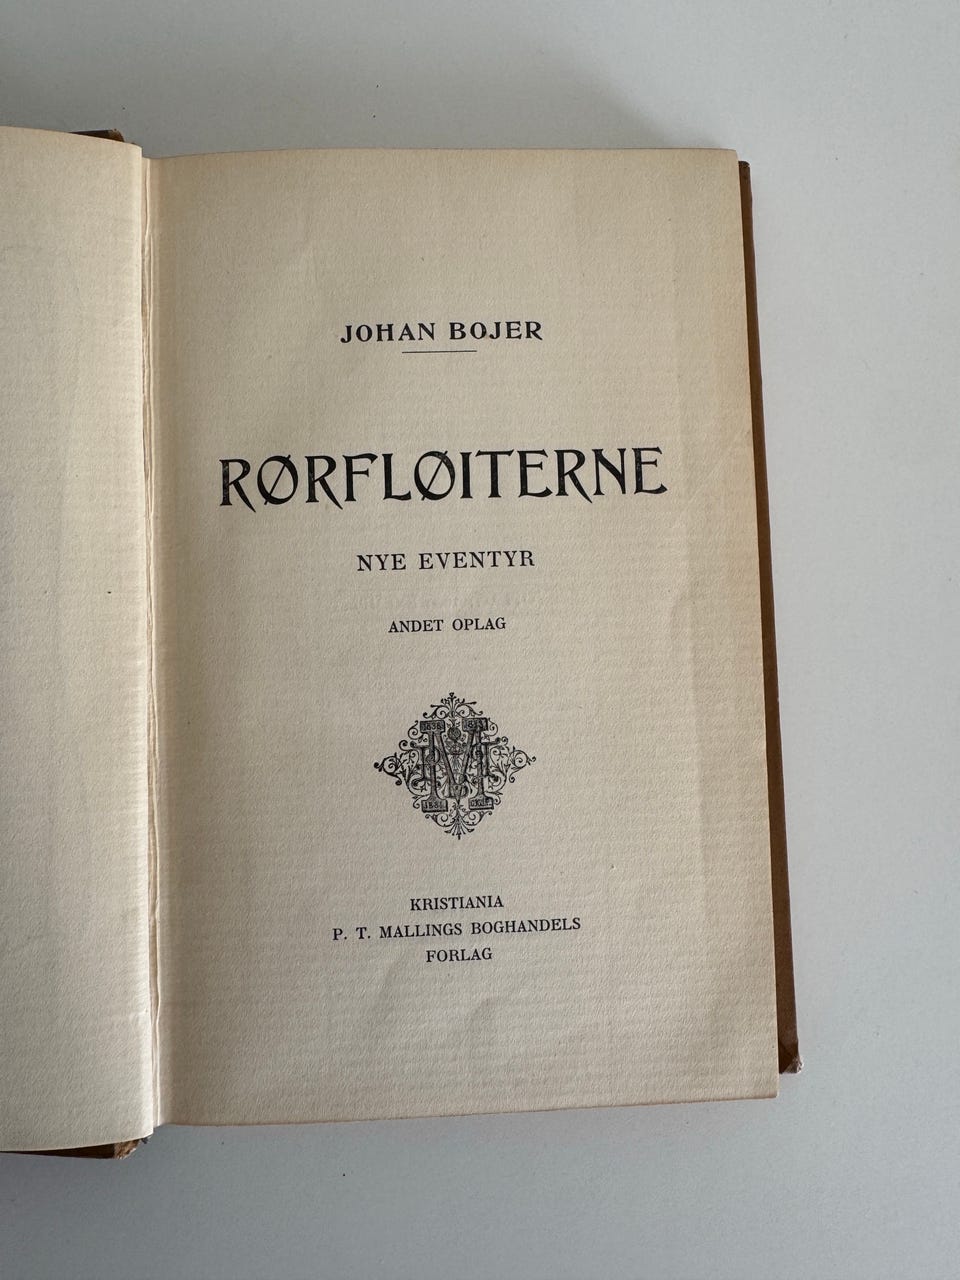 JOHAN BOJER
RØRFLØITERNE
NYE EVENTYR
ANDET OPLAG
M
KRISTIANIA
P. T. MALLINGS BOGHANDELS
FORLAG